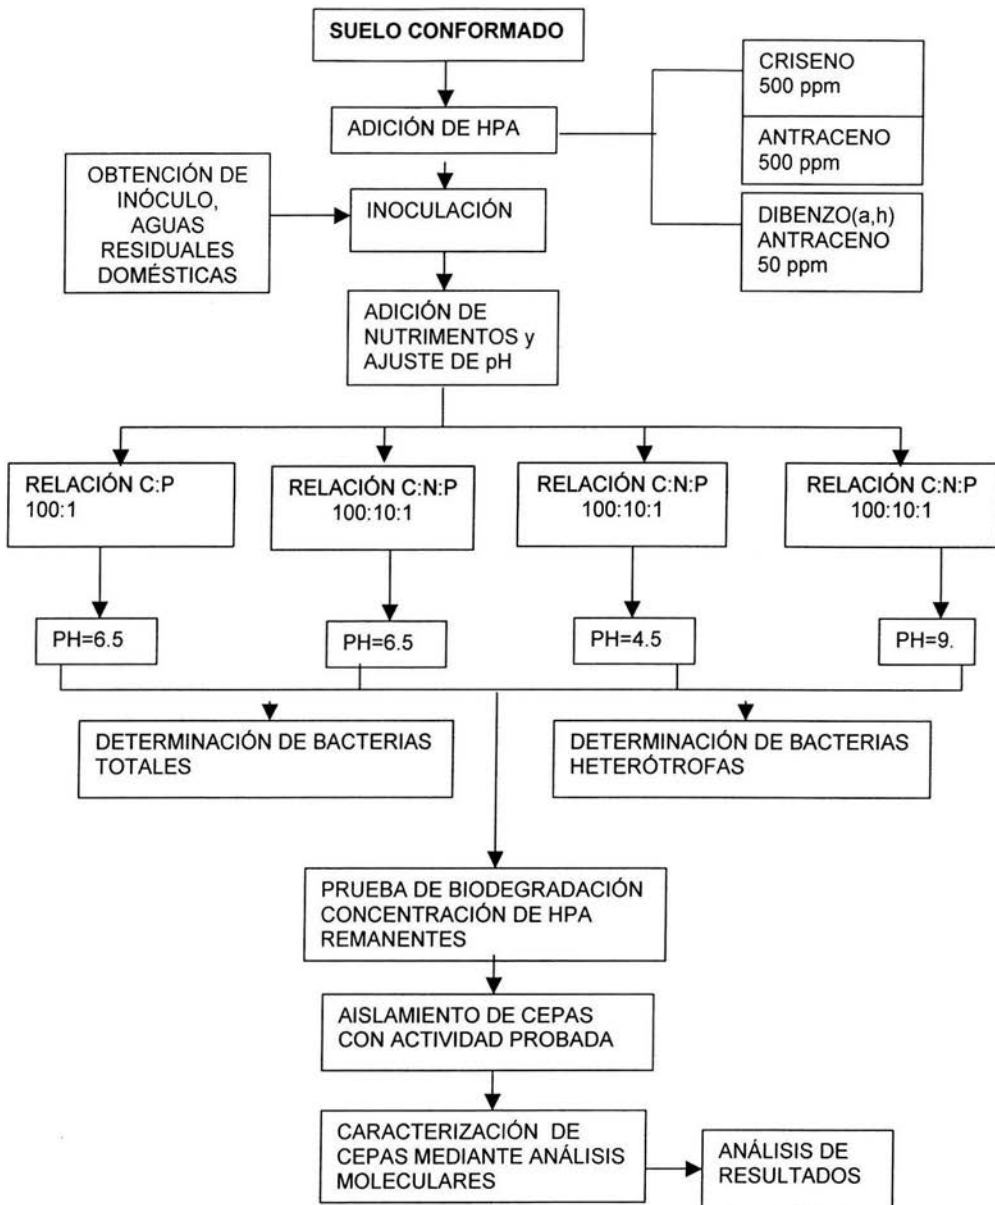 SUELO CONFORMADO
ADICIÓN DE HPA
CRISENO
500 ppm
ANTRACENO
500 ppm
DIBENZO(a,h)
ANTRACENO
50 ppm
OBTENCIÓN DE
INÓCULO,
AGUAS
RESIDUALES
DOMÉSTICAS
INOCULACIÓN
ADICIÓN DE
NUTRIMENTOS y
AJUSTE DE pH
RELACIÓN C:P
100:1
RELACIÓN C:N:P
100:10:1
RELACIÓN C:N:P
100:10:1
RELACIÓN C:N:P
100:10:1
PH=6.5
PH=6.5
PH=4.5
PH=9.
DETERMINACIÓN DE BACTERIAS
TOTALES
DETERMINACIÓN DE BACTERIAS
HETERÓTROFAS
PRUEBA DE BIODEGRADACIÓN
CONCENTRACIÓN DE HPA
REMANENTES
AISLAMIENTO DE CEPAS
CON ACTIVIDAD PROBADA
CARACTERIZACIÓN DE
CEPAS MEDIANTE ANÁLISIS
MOLECULARES
ANÁLISIS DE
RESULTADOS